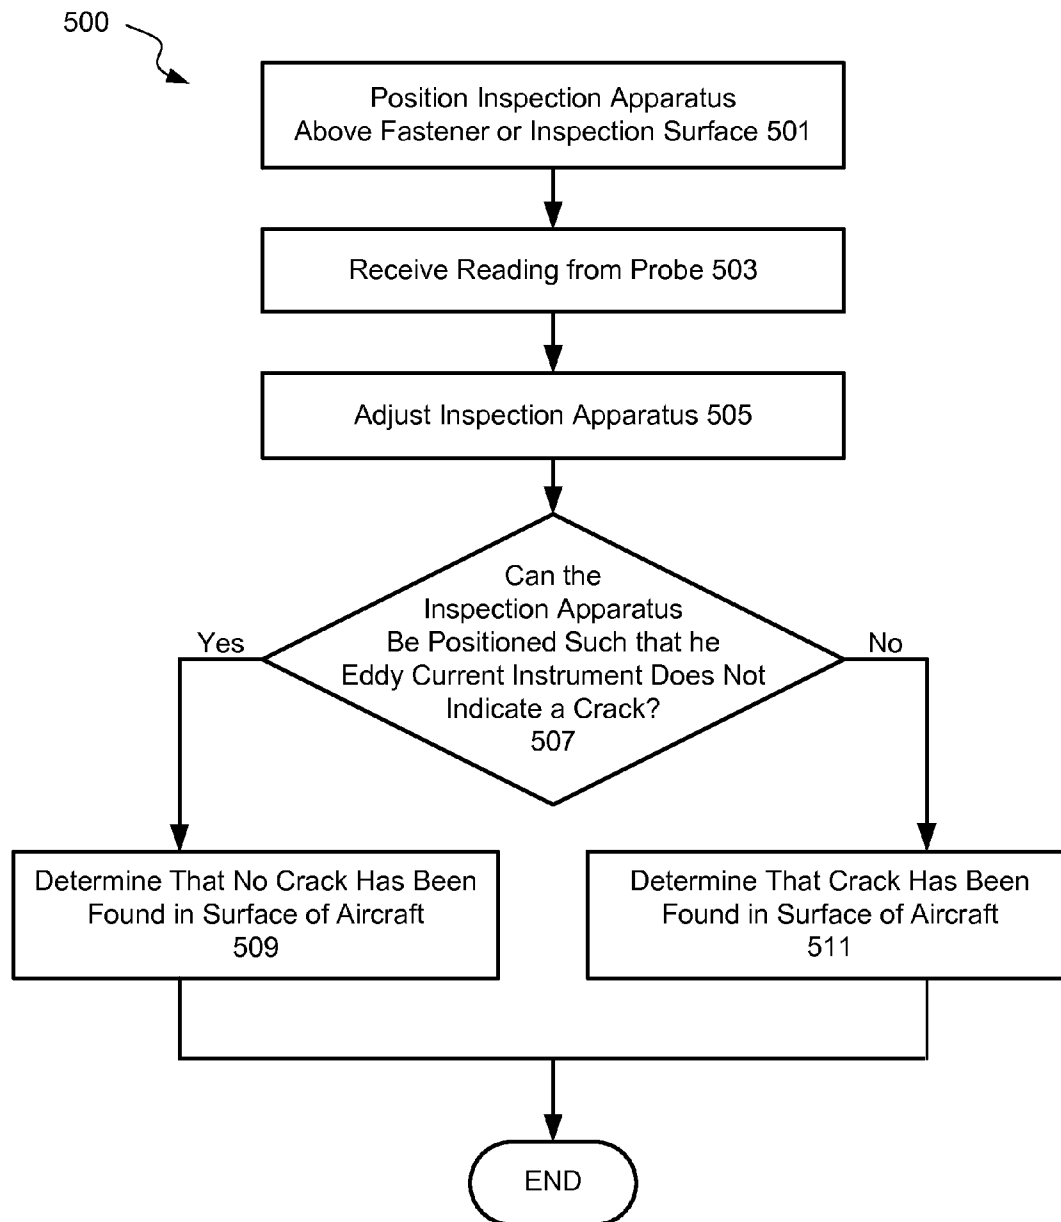 500
Position Inspection Apparatus
Above Fastener or Inspection Surface 501
Receive Reading from Probe 503
Adjust Inspection Apparatus 505
Can the
Inspection Apparatus
Be Positioned Such that he
Eddy Current Instrument Does Not
Indicate a Crack?
507
Yes
No
Determine That No Crack Has Been
Found in Surface of Aircraft
509
Determine That Crack Has Been
Found in Surface of Aircraft
511
END